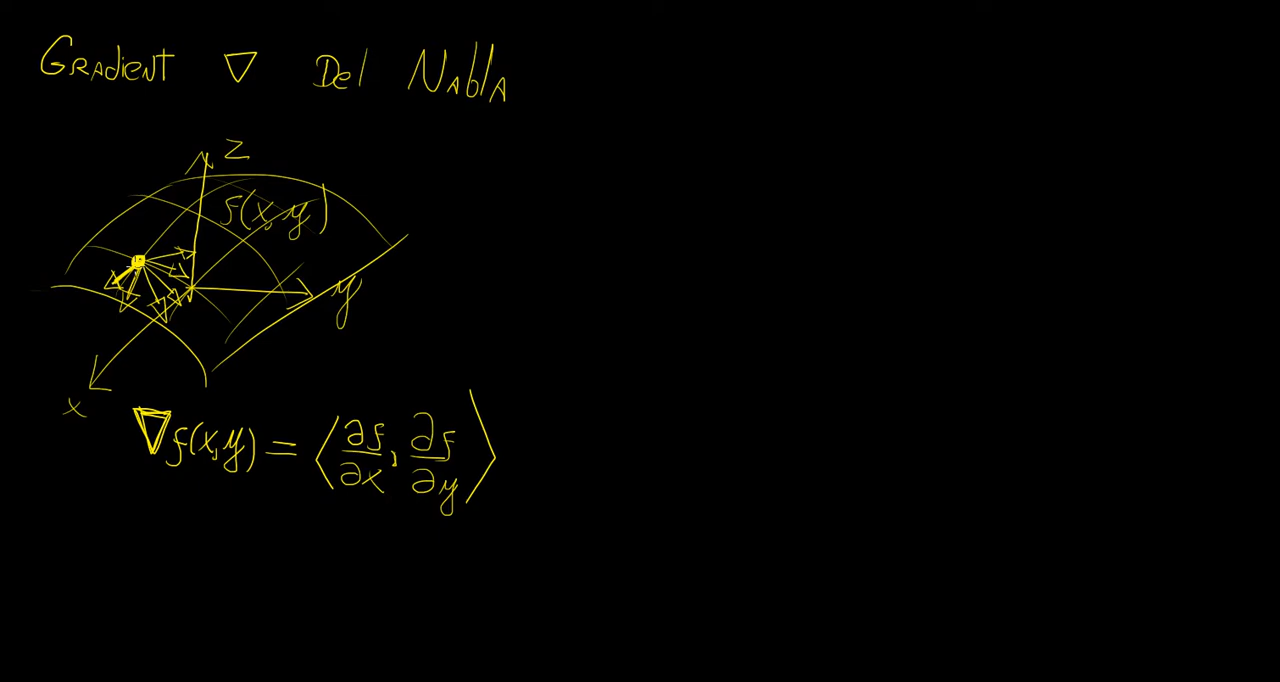 Gradient ∇ Del Nabla
z
f(x, y)
y
x
∇f(x,y) = ⟨∂f/∂x, ∂f/∂y⟩